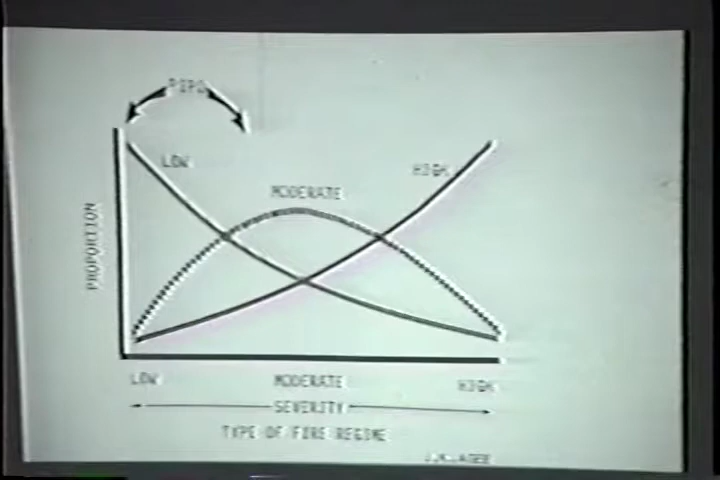 PIPO
LOW
HIGH
MODERATE
PROPORTION
LOW MODERATE HIGH
SEVERITY
TYPE OF FIRE REGIME